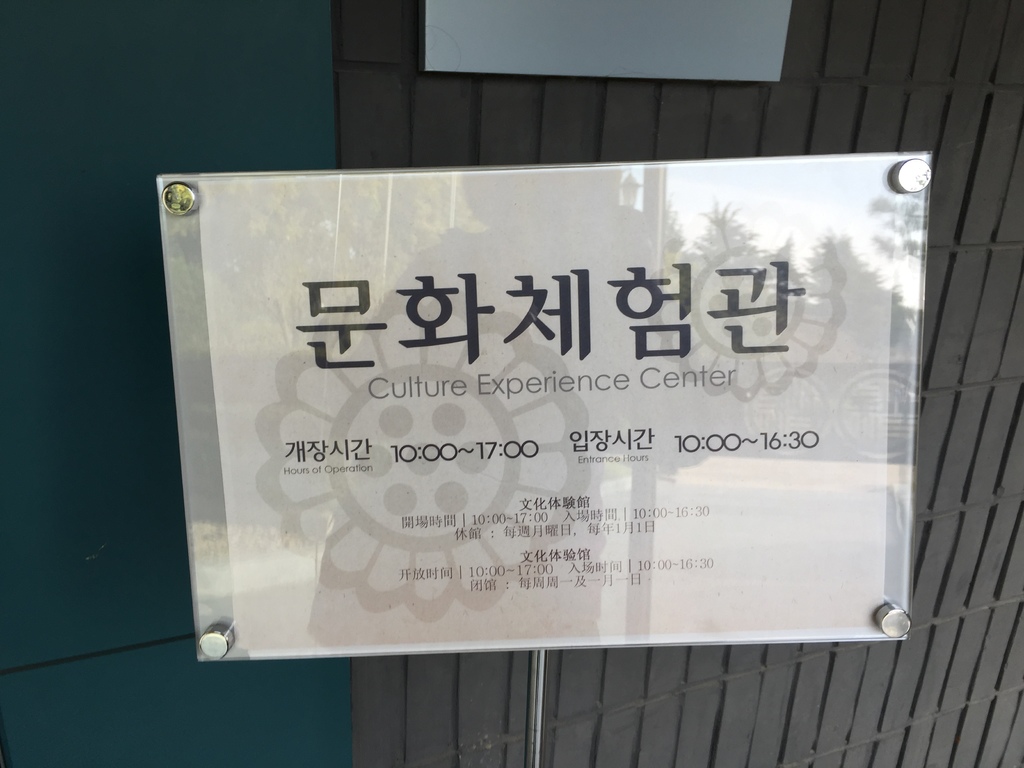 문화체험관
Culture Experience Center
개장시간 10:00~17:00 입장시간 10:00~16:30
Hours of Operation Entrance Hours
文化体験館
開場時間 | 10:00~17:00 入場時間 | 10:00~16:30
休館 : 毎週月曜日, 毎年1月1日
文化体验馆
开放时间 | 10:00~17:00 入场时间 | 10:00~16:30
闭馆 : 每周周一及一月一日